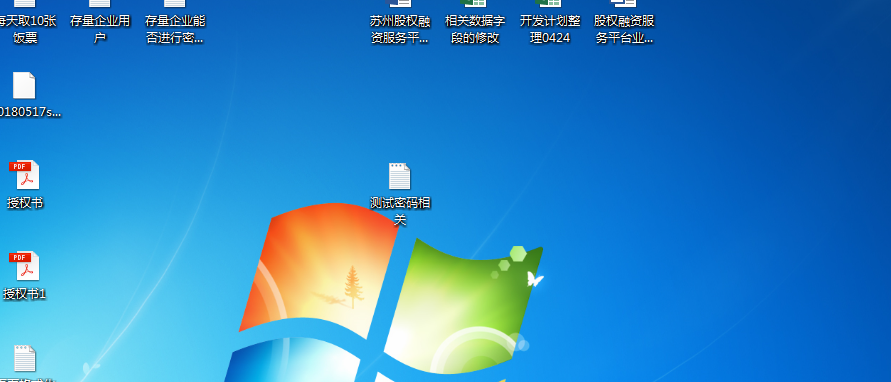 每天取10张
饭票
存量企业用
户
存量企业能
否进行密...
苏州股权融
资服务平...
相关数据字
段的修改
开发计划整
理0424
股权融资服
务平台业...
0180517s...
PDF
授权书
测试密码相
关
PDF
授权书1